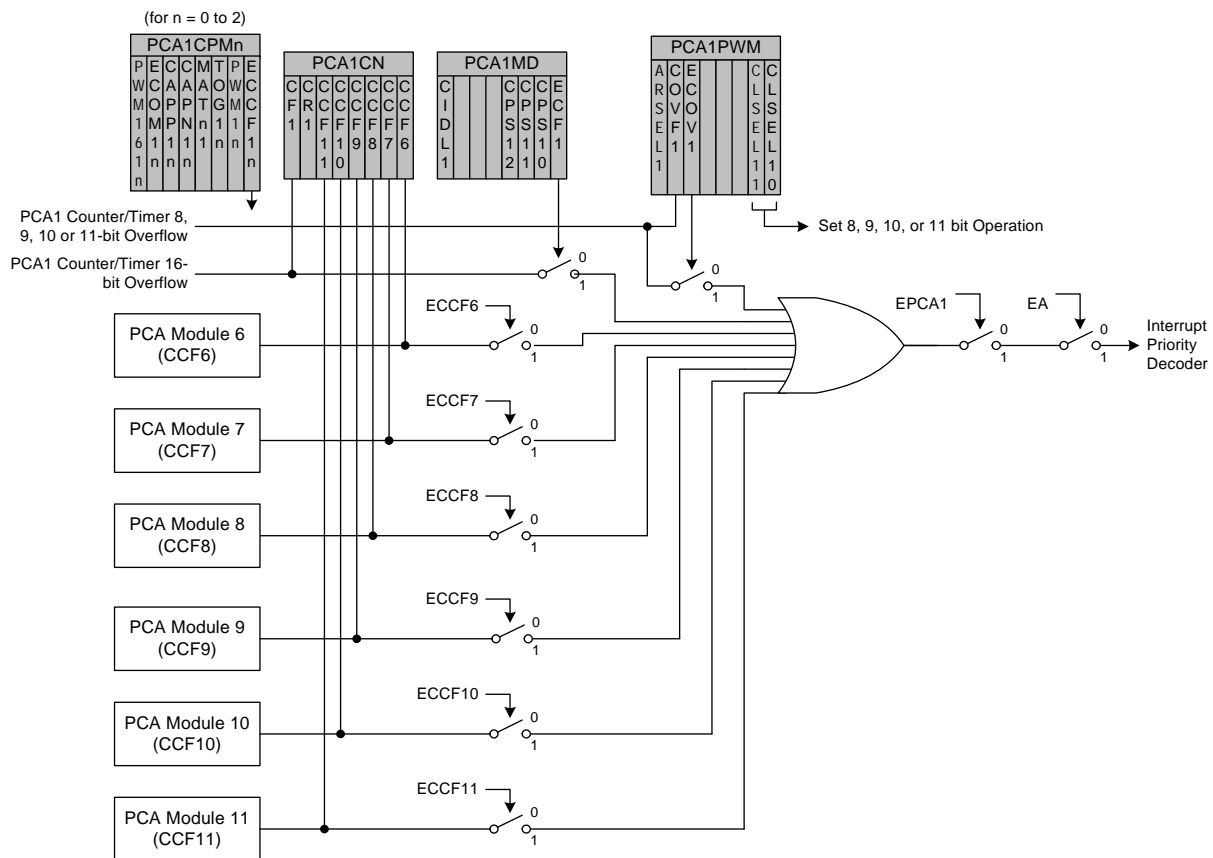 (for n = 0 to 2)
PCA1CPMn
PWM161n
ECOM1n
CAPP1n
CAPN1n
MATn1
TOG1n
PWM1n
ECCF1n
PCA1CN
CF1
CR1
CCF11
CCF10
CCF9
CCF8
CCF7
CCF6
PCA1MD
CIDL1
CPS12
CPS11
CPS10
ECF1
PCA1PWM
ARSEL1
COVF1
ECOV1
CLSEL11
CLSEL10
PCA1 Counter/Timer 8,
9, 10 or 11-bit Overflow
Set 8, 9, 10, or 11 bit Operation
PCA1 Counter/Timer 16-
bit Overflow
0
1
0
1
PCA Module 6
(CCF6)
ECCF6
0
1
EPCA1
0
1
EA
0
1
Interrupt
Priority
Decoder
PCA Module 7
(CCF7)
ECCF7
0
1
PCA Module 8
(CCF8)
ECCF8
0
1
PCA Module 9
(CCF9)
ECCF9
0
1
PCA Module 10
(CCF10)
ECCF10
0
1
PCA Module 11
(CCF11)
ECCF11
0
1